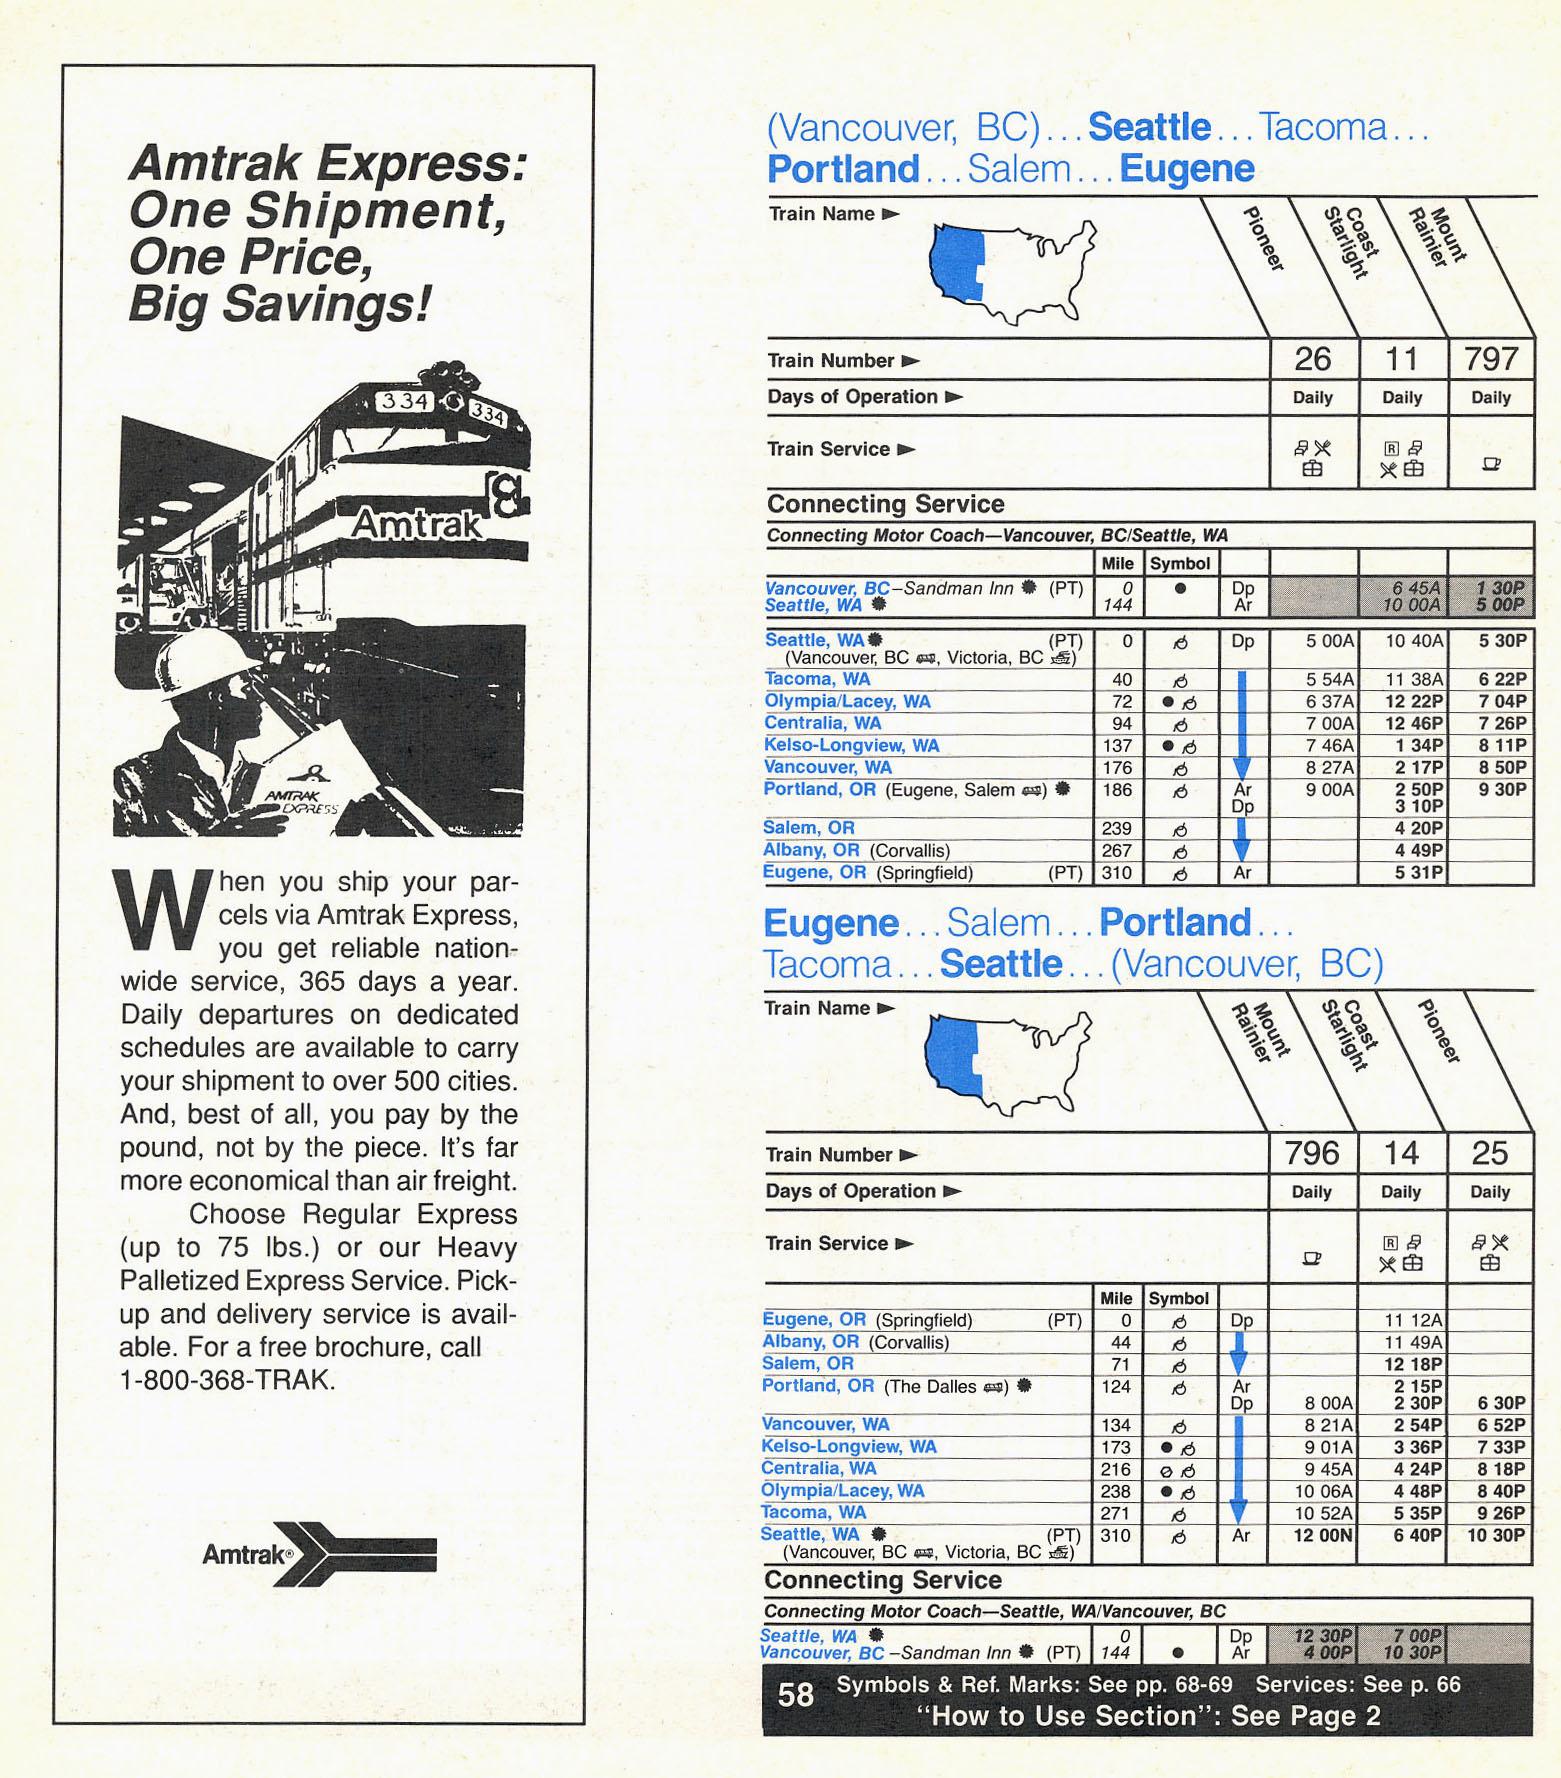 Amtrak Express:
One Shipment,
One Price,
Big Savings!
334
334
Amtrak
AMTRAK
EXPRESS
When you ship your par-
cels via Amtrak Express,
you get reliable nation-
wide service, 365 days a year.
Daily departures on dedicated
schedules are available to carry
your shipment to over 500 cities.
And, best of all, you pay by the
pound, not by the piece. It's far
more economical than air freight.
Choose Regular Express
(up to 75 lbs.) or our Heavy
Palletized Express Service. Pick-
up and delivery service is avail-
able. For a free brochure, call
1-800-368-TRAK.
Amtrak®
(Vancouver, BC)...Seattle...Tacoma...
Portland...Salem...Eugene
Train Name ► Pioneer Coast Starlight Mount Rainier
Train Number ► 26 11 797
Days of Operation ► Daily Daily Daily
Train Service ► R
Connecting Service
Connecting Motor Coach—Vancouver, BC/Seattle, WA
Mile Symbol
Vancouver, BC–Sandman Inn ✹ (PT) 0 ● Dp 6 45A 1 30P
Seattle, WA ✹ 144 Ar 10 00A 5 00P
Seattle, WA✹ (PT) 0 Dp 5 00A 10 40A 5 30P
(Vancouver, BC , Victoria, BC )
Tacoma, WA 40 5 54A 11 38A 6 22P
Olympia/Lacey, WA 72 ● 6 37A 12 22P 7 04P
Centralia, WA 94 7 00A 12 46P 7 26P
Kelso-Longview, WA 137 ● 7 46A 1 34P 8 11P
Vancouver, WA 176 8 27A 2 17P 8 50P
Portland, OR (Eugene, Salem ) ✹ 186 Ar 9 00A 2 50P 9 30P
Dp 3 10P
Salem, OR 239 4 20P
Albany, OR (Corvallis) 267 4 49P
Eugene, OR (Springfield) (PT) 310 Ar 5 31P
Eugene...Salem...Portland...
Tacoma...Seattle...(Vancouver, BC)
Train Name ► Mount Rainier Coast Starlight Pioneer
Train Number ► 796 14 25
Days of Operation ► Daily Daily Daily
Train Service ► R
Mile Symbol
Eugene, OR (Springfield) (PT) 0 Dp 11 12A
Albany, OR (Corvallis) 44 11 49A
Salem, OR 71 12 18P
Portland, OR (The Dalles ) ✹ 124 Ar 2 15P
Dp 8 00A 2 30P 6 30P
Vancouver, WA 134 8 21A 2 54P 6 52P
Kelso-Longview, WA 173 ● 9 01A 3 36P 7 33P
Centralia, WA 216 9 45A 4 24P 8 18P
Olympia/Lacey, WA 238 ● 10 06A 4 48P 8 40P
Tacoma, WA 271 10 52A 5 35P 9 26P
Seattle, WA ✹ (PT) 310 Ar 12 00N 6 40P 10 30P
(Vancouver, BC , Victoria, BC )
Connecting Service
Connecting Motor Coach—Seattle, WA/Vancouver, BC
Seattle, WA ✹ 0 Dp 12 30P 7 00P
Vancouver, BC –Sandman Inn ✹ (PT) 144 ● Ar 4 00P 10 30P
58 Symbols & Ref. Marks: See pp. 68-69 Services: See p. 66
“How to Use Section”: See Page 2